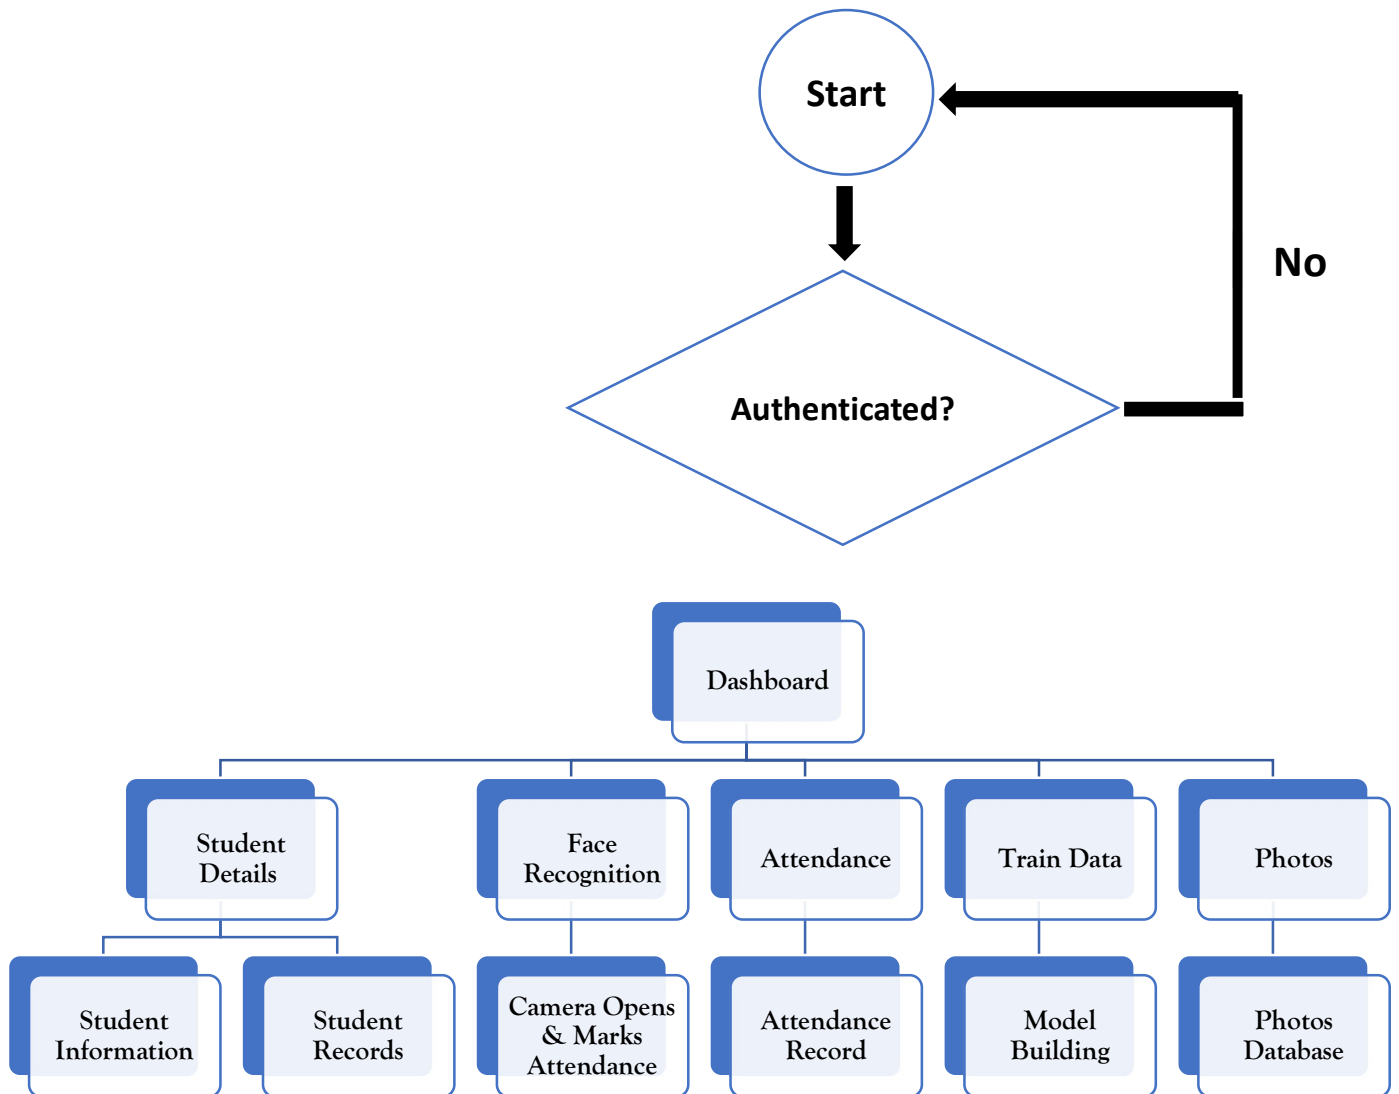 Start
No
Authenticated?
Dashboard
Student
Details
Face
Recognition
Attendance
Train Data
Photos
Student
Information
Student
Records
Camera Opens
& Marks
Attendance
Attendance
Record
Model
Building
Photos
Database